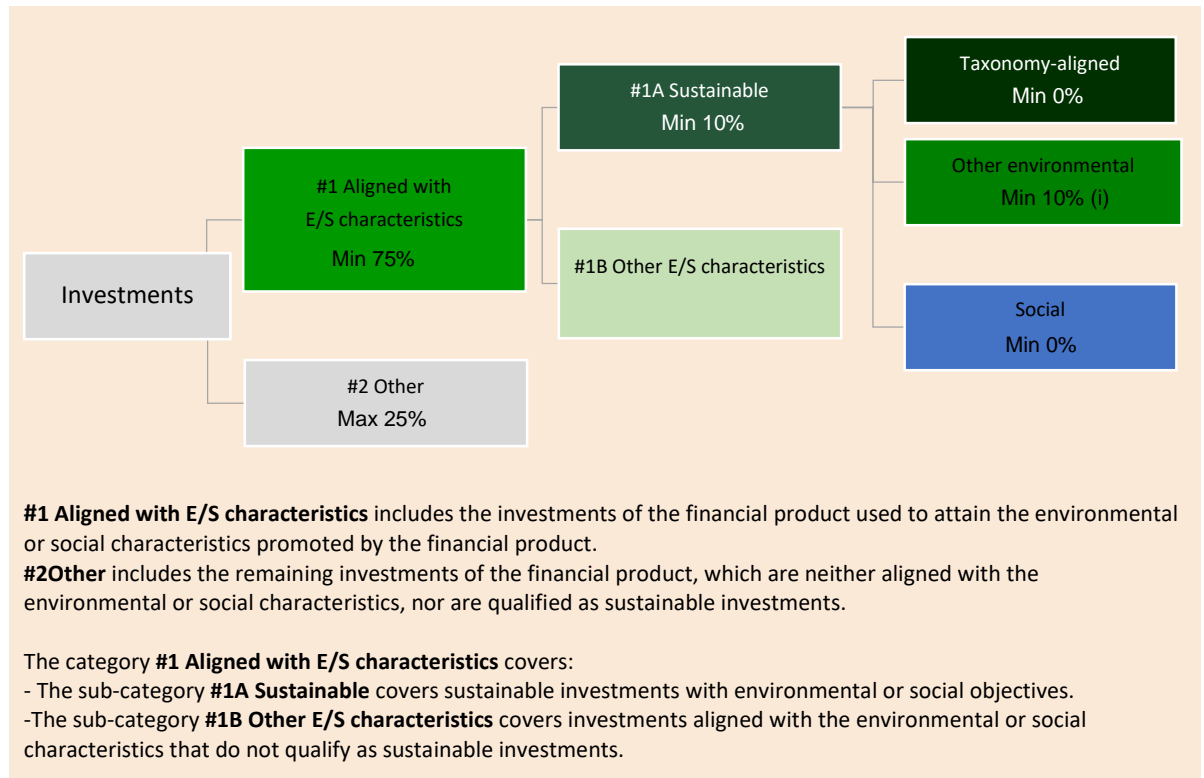 Investments
#1 Aligned with
E/S characteristics
Min 75%
#2 Other
Max 25%
#1A Sustainable
Min 10%
#1B Other E/S characteristics
Taxonomy-aligned
Min 0%
Other environmental
Min 10% (i)
Social
Min 0%
#1 Aligned with E/S characteristics includes the investments of the financial product used to attain the environmental
or social characteristics promoted by the financial product.
#2Other includes the remaining investments of the financial product, which are neither aligned with the
environmental or social characteristics, nor are qualified as sustainable investments.
The category #1 Aligned with E/S characteristics covers:
- The sub-category #1A Sustainable covers sustainable investments with environmental or social objectives.
-The sub-category #1B Other E/S characteristics covers investments aligned with the environmental or social
characteristics that do not qualify as sustainable investments.